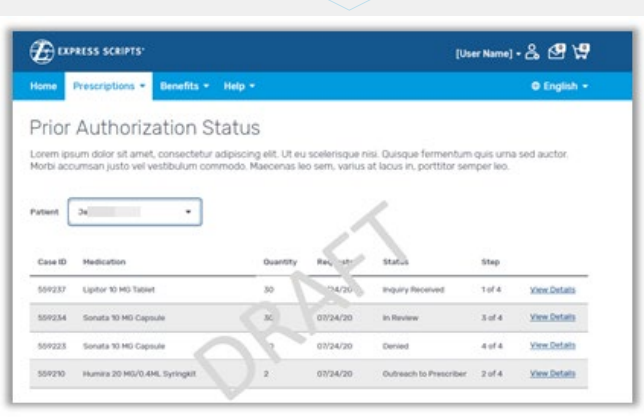 EXPRESS SCRIPTS®
[User Name]
Home Prescriptions Benefits Help English
Prior Authorization Status
Lorem ipsum dolor sit amet, consectetur adipiscing elit. Ut eu scelerisque nisi. Quisque fermentum quis urna sed auctor.
Morbi accumsan justo vel vestibulum commodo. Maecenas leo sem, varius at lacus in, porttitor semper leo.
Patient
DRAFT
Case ID Medication Quantity Status Step
559237 Lipitor 10 MG Tablet 30 Inquiry Received 1 of 4 View Details
559234 Sonata 10 MG Capsule 30 07/24/20 In Review 3 of 4 View Details
559223 Sonata 10 MG Capsule 07/24/20 Denied 4 of 4 View Details
559210 Humira 20 MG/0.4ML Syringkit 2 07/24/20 Outreach to Prescriber 2 of 4 View Details